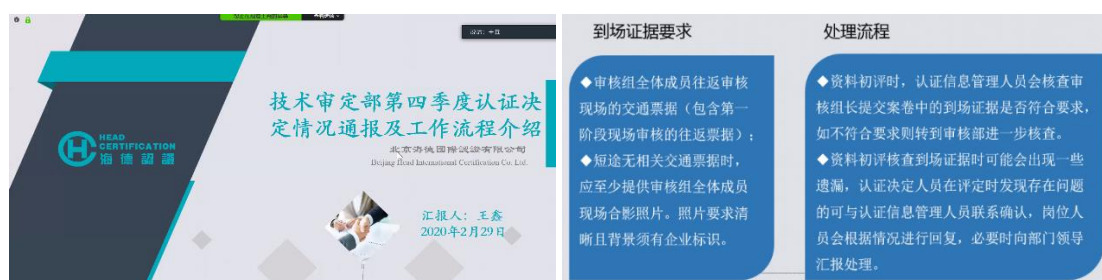 技术审定部第四季度认证决
定情况通报及工作流程介绍
HEAD
CERTIFICATION
海德認證
北京海德国际认证有限公司
Beijing Head International Certification Co. Ltd.
汇报人：王鑫
2020年2月29日
到场证据要求
◆审核组全体成员往返审核
现场的交通票据（包含第一
阶段现场审核的往返票据）；
◆短途无相关交通票据时，
应至少提供审核组全体成员
现场合影照片。照片要求清
晰且背景须有企业标识。
处理流程
◆资料初评时，认证信息管理人员会核查审
核组长提交案卷中的到场证据是否符合要求，
如不符合要求则转到审核部进一步核查。
◆资料初评核查到场证据时可能会出现一些
遗漏，认证决定人员在评定时发现存在问题
的可与认证信息管理人员联系确认，岗位人
员会根据情况进行回复，必要时向部门领导
汇报处理。